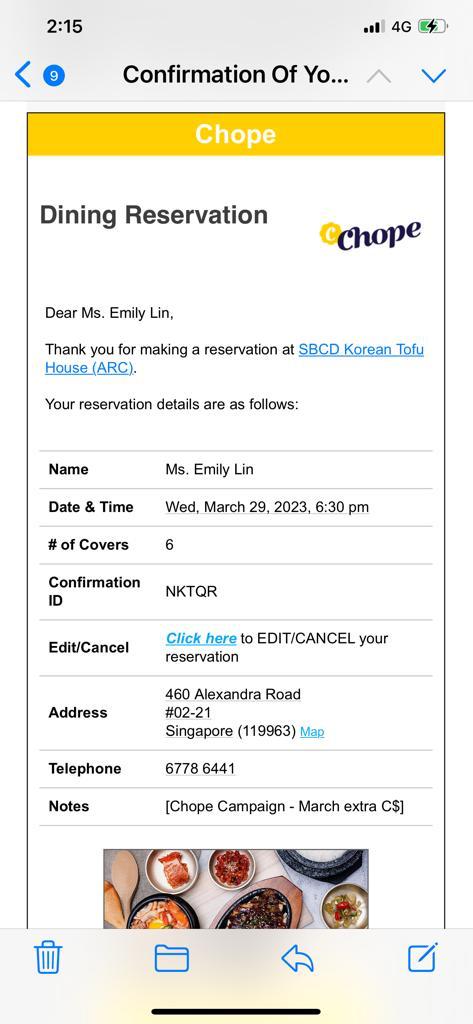 2:15
4G
9
Confirmation Of Yo...
Chope
Dining Reservation
Chope
Dear Ms. Emily Lin,
Thank you for making a reservation at SBCD Korean Tofu
House (ARC).
Your reservation details are as follows:
Name Ms. Emily Lin
Date & Time Wed, March 29, 2023, 6:30 pm
# of Covers 6
Confirmation
ID NKTQR
Edit/Cancel Click here to EDIT/CANCEL your
reservation
Address 460 Alexandra Road
#02-21
Singapore (119963) Map
Telephone 6778 6441
Notes [Chope Campaign - March extra C$]